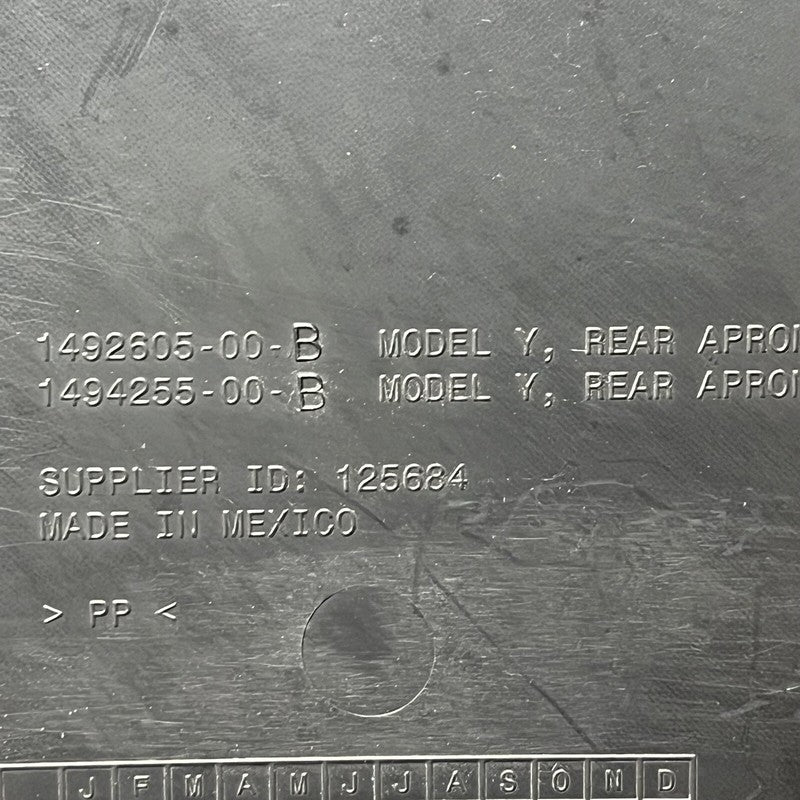 1492605-00-B MODEL Y, REAR APRON
1494255-00-B MODEL Y, REAR APRON
SUPPLIER ID: 125684
MADE IN MEXICO
> PP <
J F M A M J J A S O N D